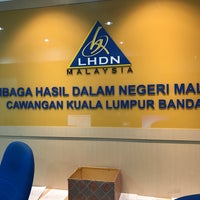 LHDN
MALAYSIA
MBAGA HASIL DALAM NEGERI MAL
CAWANGAN KUALA LUMPUR BANDA